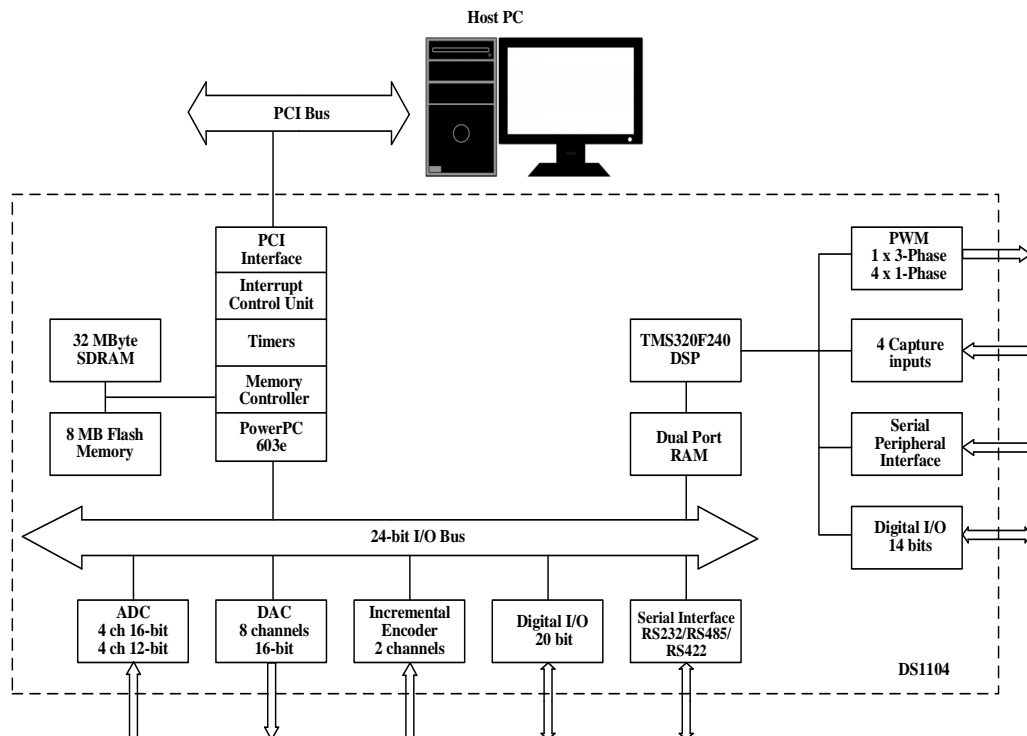 Host PC
PCI Bus
PCI
Interface
Interrupt
Control Unit
Timers
Memory
Controller
PowerPC
603e
32 MByte
SDRAM
8 MB Flash
Memory
TMS320F240
DSP
Dual Port
RAM
PWM
1 x 3-Phase
4 x 1-Phase
4 Capture
inputs
Serial
Peripheral
Interface
Digital I/O
14 bits
24-bit I/O Bus
ADC
4 ch 16-bit
4 ch 12-bit
DAC
8 channels
16-bit
Incremental
Encoder
2 channels
Digital I/O
20 bit
Serial Interface
RS232/RS485/
RS422
DS1104